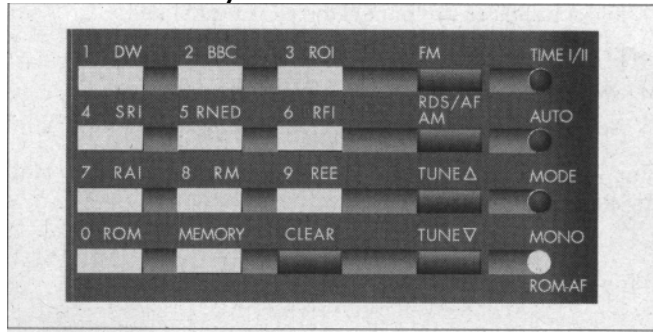 1 DW 2 BBC 3 ROI FM TIME I/II
4 SRI 5 RNED 6 RFI RDS/AF AM AUTO
7 RAI 8 RM 9 REE TUNE △ MODE
0 ROM MEMORY CLEAR TUNE ▽ MONO
ROM-AF